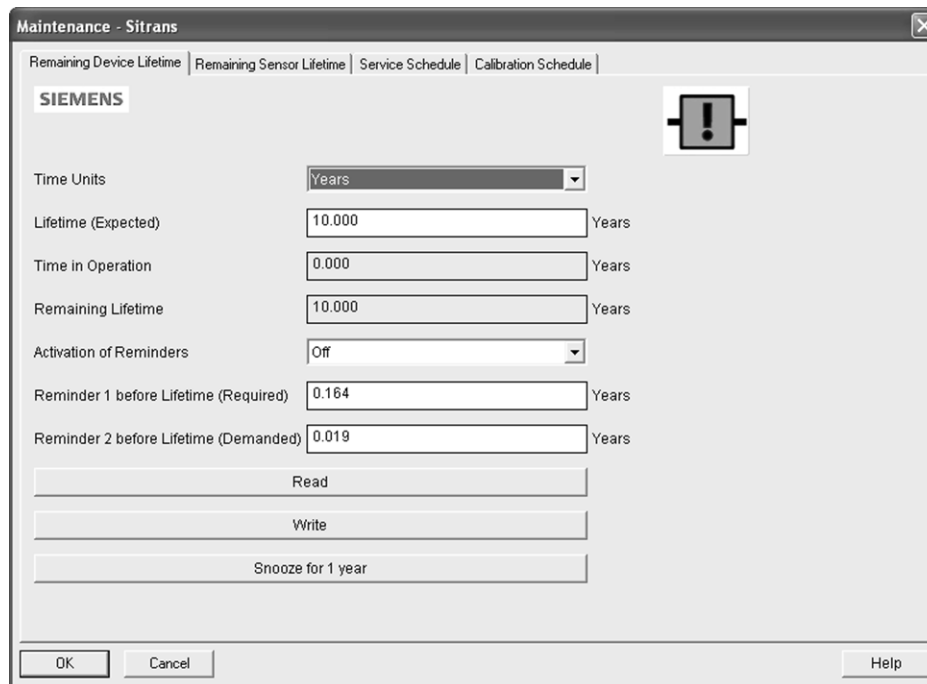 Maintenance - Sitrans
Remaining Device Lifetime Remaining Sensor Lifetime Service Schedule Calibration Schedule
SIEMENS
Time Units Years
Lifetime (Expected) 10.000 Years
Time in Operation 0.000 Years
Remaining Lifetime 10.000 Years
Activation of Reminders Off
Reminder 1 before Lifetime (Required) 0.164 Years
Reminder 2 before Lifetime (Demanded) 0.019 Years
Read
Write
Snooze for 1 year
OK Cancel Help